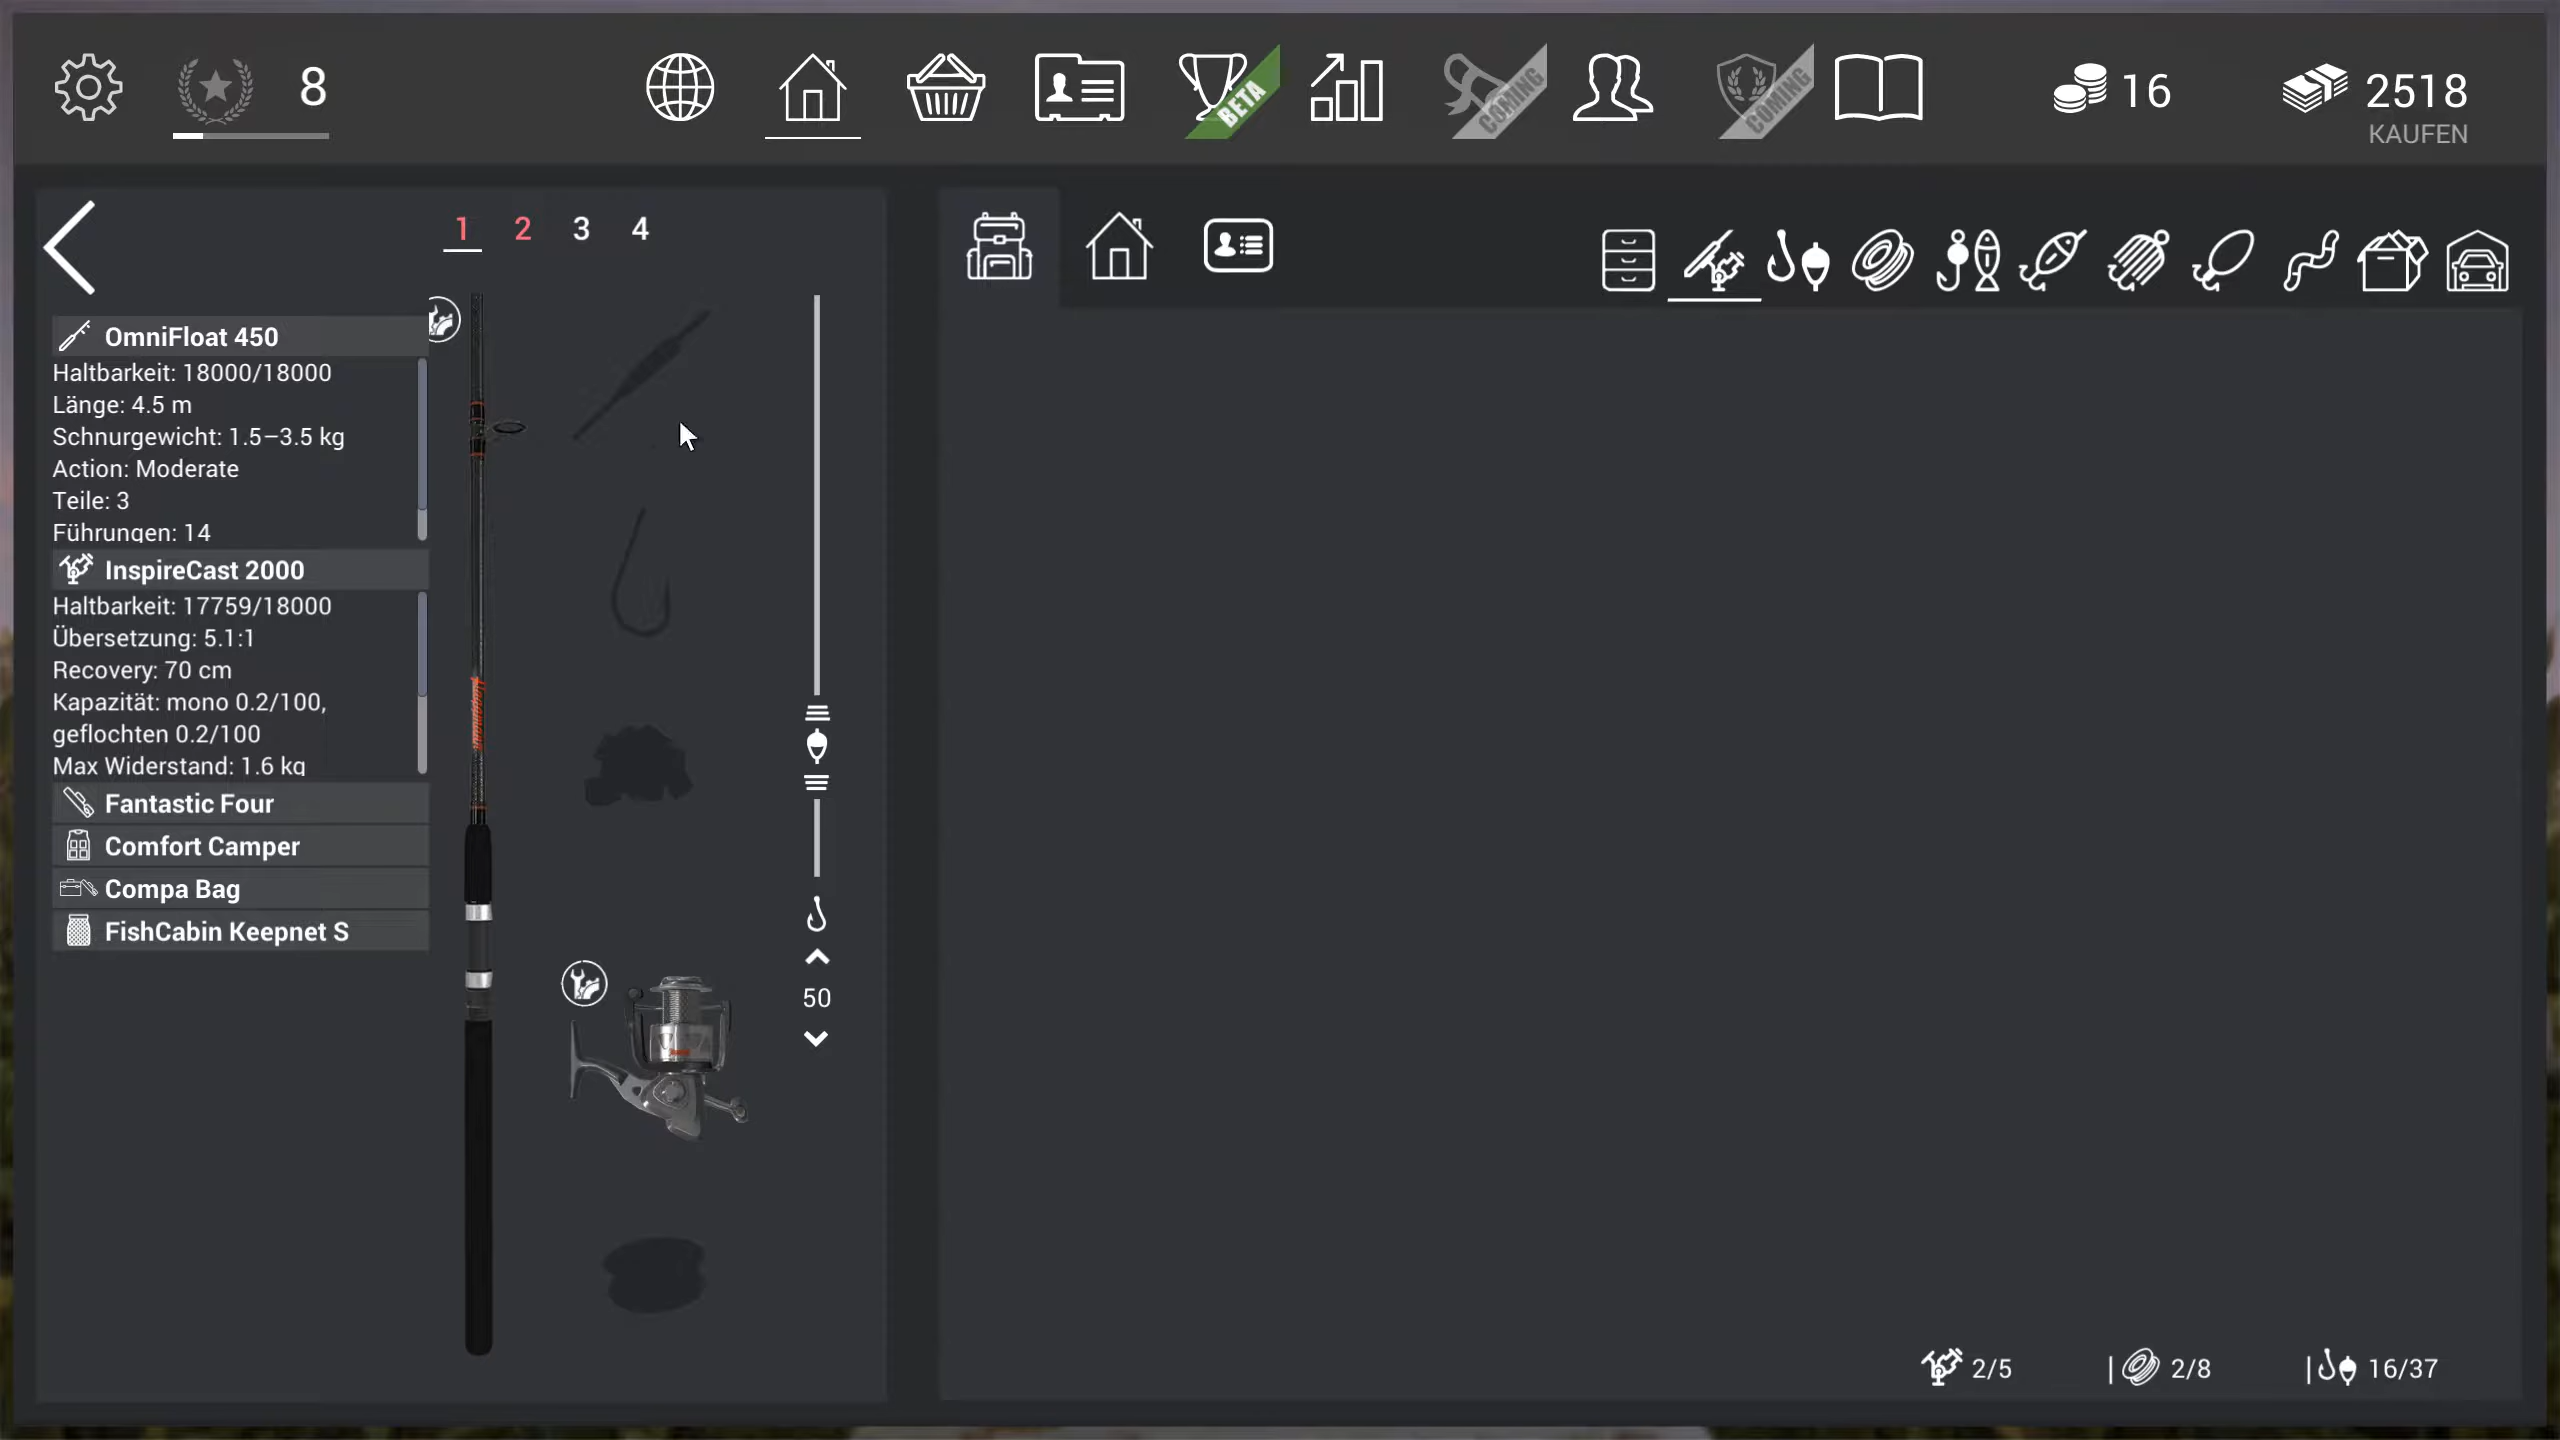 8
BETA
COMING
COMING
16
2518
KAUFEN
1 2 3 4
OmniFloat 450
Haltbarkeit: 18000/18000
Länge: 4.5 m
Schnurgewicht: 1.5–3.5 kg
Action: Moderate
Teile: 3
Führungen: 14
InspireCast 2000
Haltbarkeit: 17759/18000
Übersetzung: 5.1:1
Recovery: 70 cm
Kapazität: mono 0.2/100,
geflochten 0.2/100
Max Widerstand: 1.6 kg
Fantastic Four
Comfort Camper
Compa Bag
FishCabin Keepnet S
50
2/5
| 2/8
| 16/37